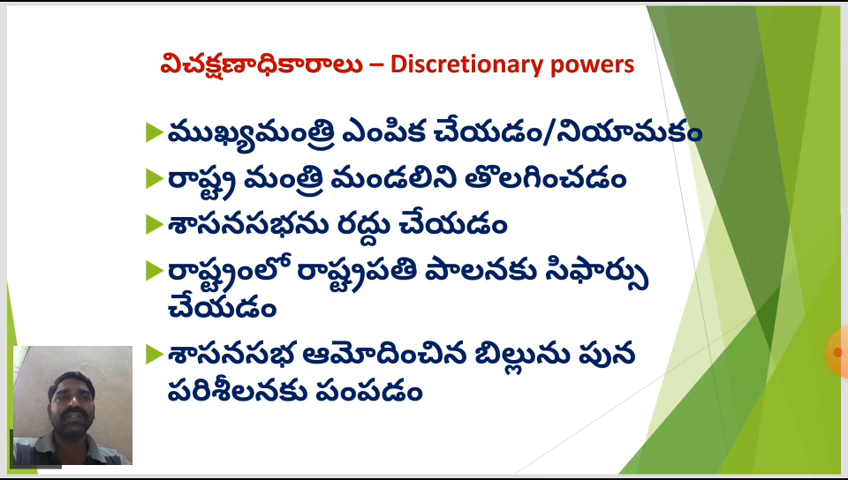 విచక్షణాధికారాలు – Discretionary powers
ముఖ్యమంత్రి ఎంపిక చేయడం/నియామకం
రాష్ట్ర మంత్రి మండలిని తొలగించడం
శాసనసభను రద్దు చేయడం
రాష్ట్రంలో రాష్ట్రపతి పాలనకు సిఫార్సు
చేయడం
శాసనసభ ఆమోదించిన బిల్లును పున
పరిశీలనకు పంపడం